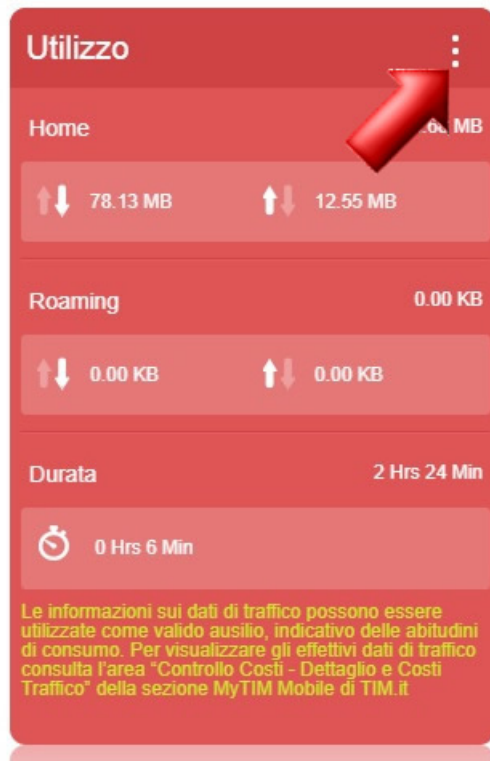 Utilizzo
Home MB
78.13 MB 12.55 MB
Roaming 0.00 KB
0.00 KB 0.00 KB
Durata 2 Hrs 24 Min
0 Hrs 6 Min
Le informazioni sui dati di traffico possono essere
utilizzate come valido ausilio, indicativo delle abitudini
di consumo. Per visualizzare gli effettivi dati di traffico
consulta l'area "Controllo Costi - Dettaglio e Costi
Traffico" della sezione MyTIM Mobile di TIM.it